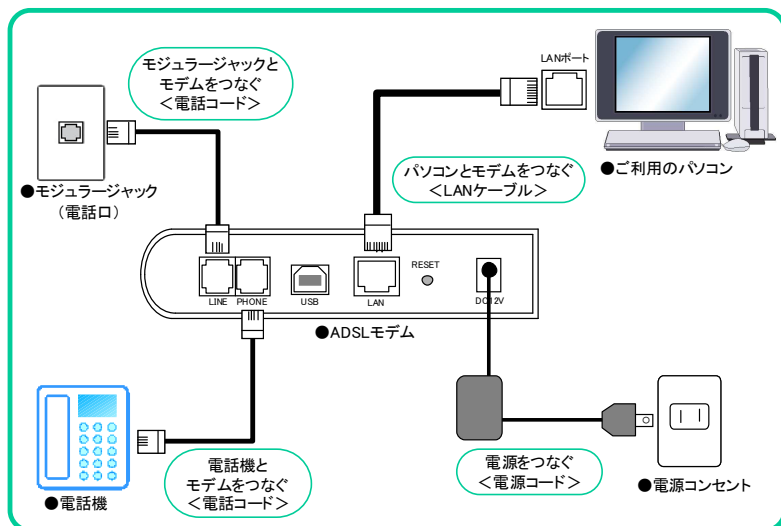 モジュラージャックと
モデムをつなぐ
＜電話コード＞
LANポート
●モジュラージャック
（電話口）
パソコンとモデムをつなぐ
＜LANケーブル＞
●ご利用のパソコン
LINE
PHONE
USB
LAN
RESET
DC12V
●ADSLモデム
電話機と
モデムをつなぐ
＜電話コード＞
●電話機
電源をつなぐ
＜電源コード＞
●電源コンセント